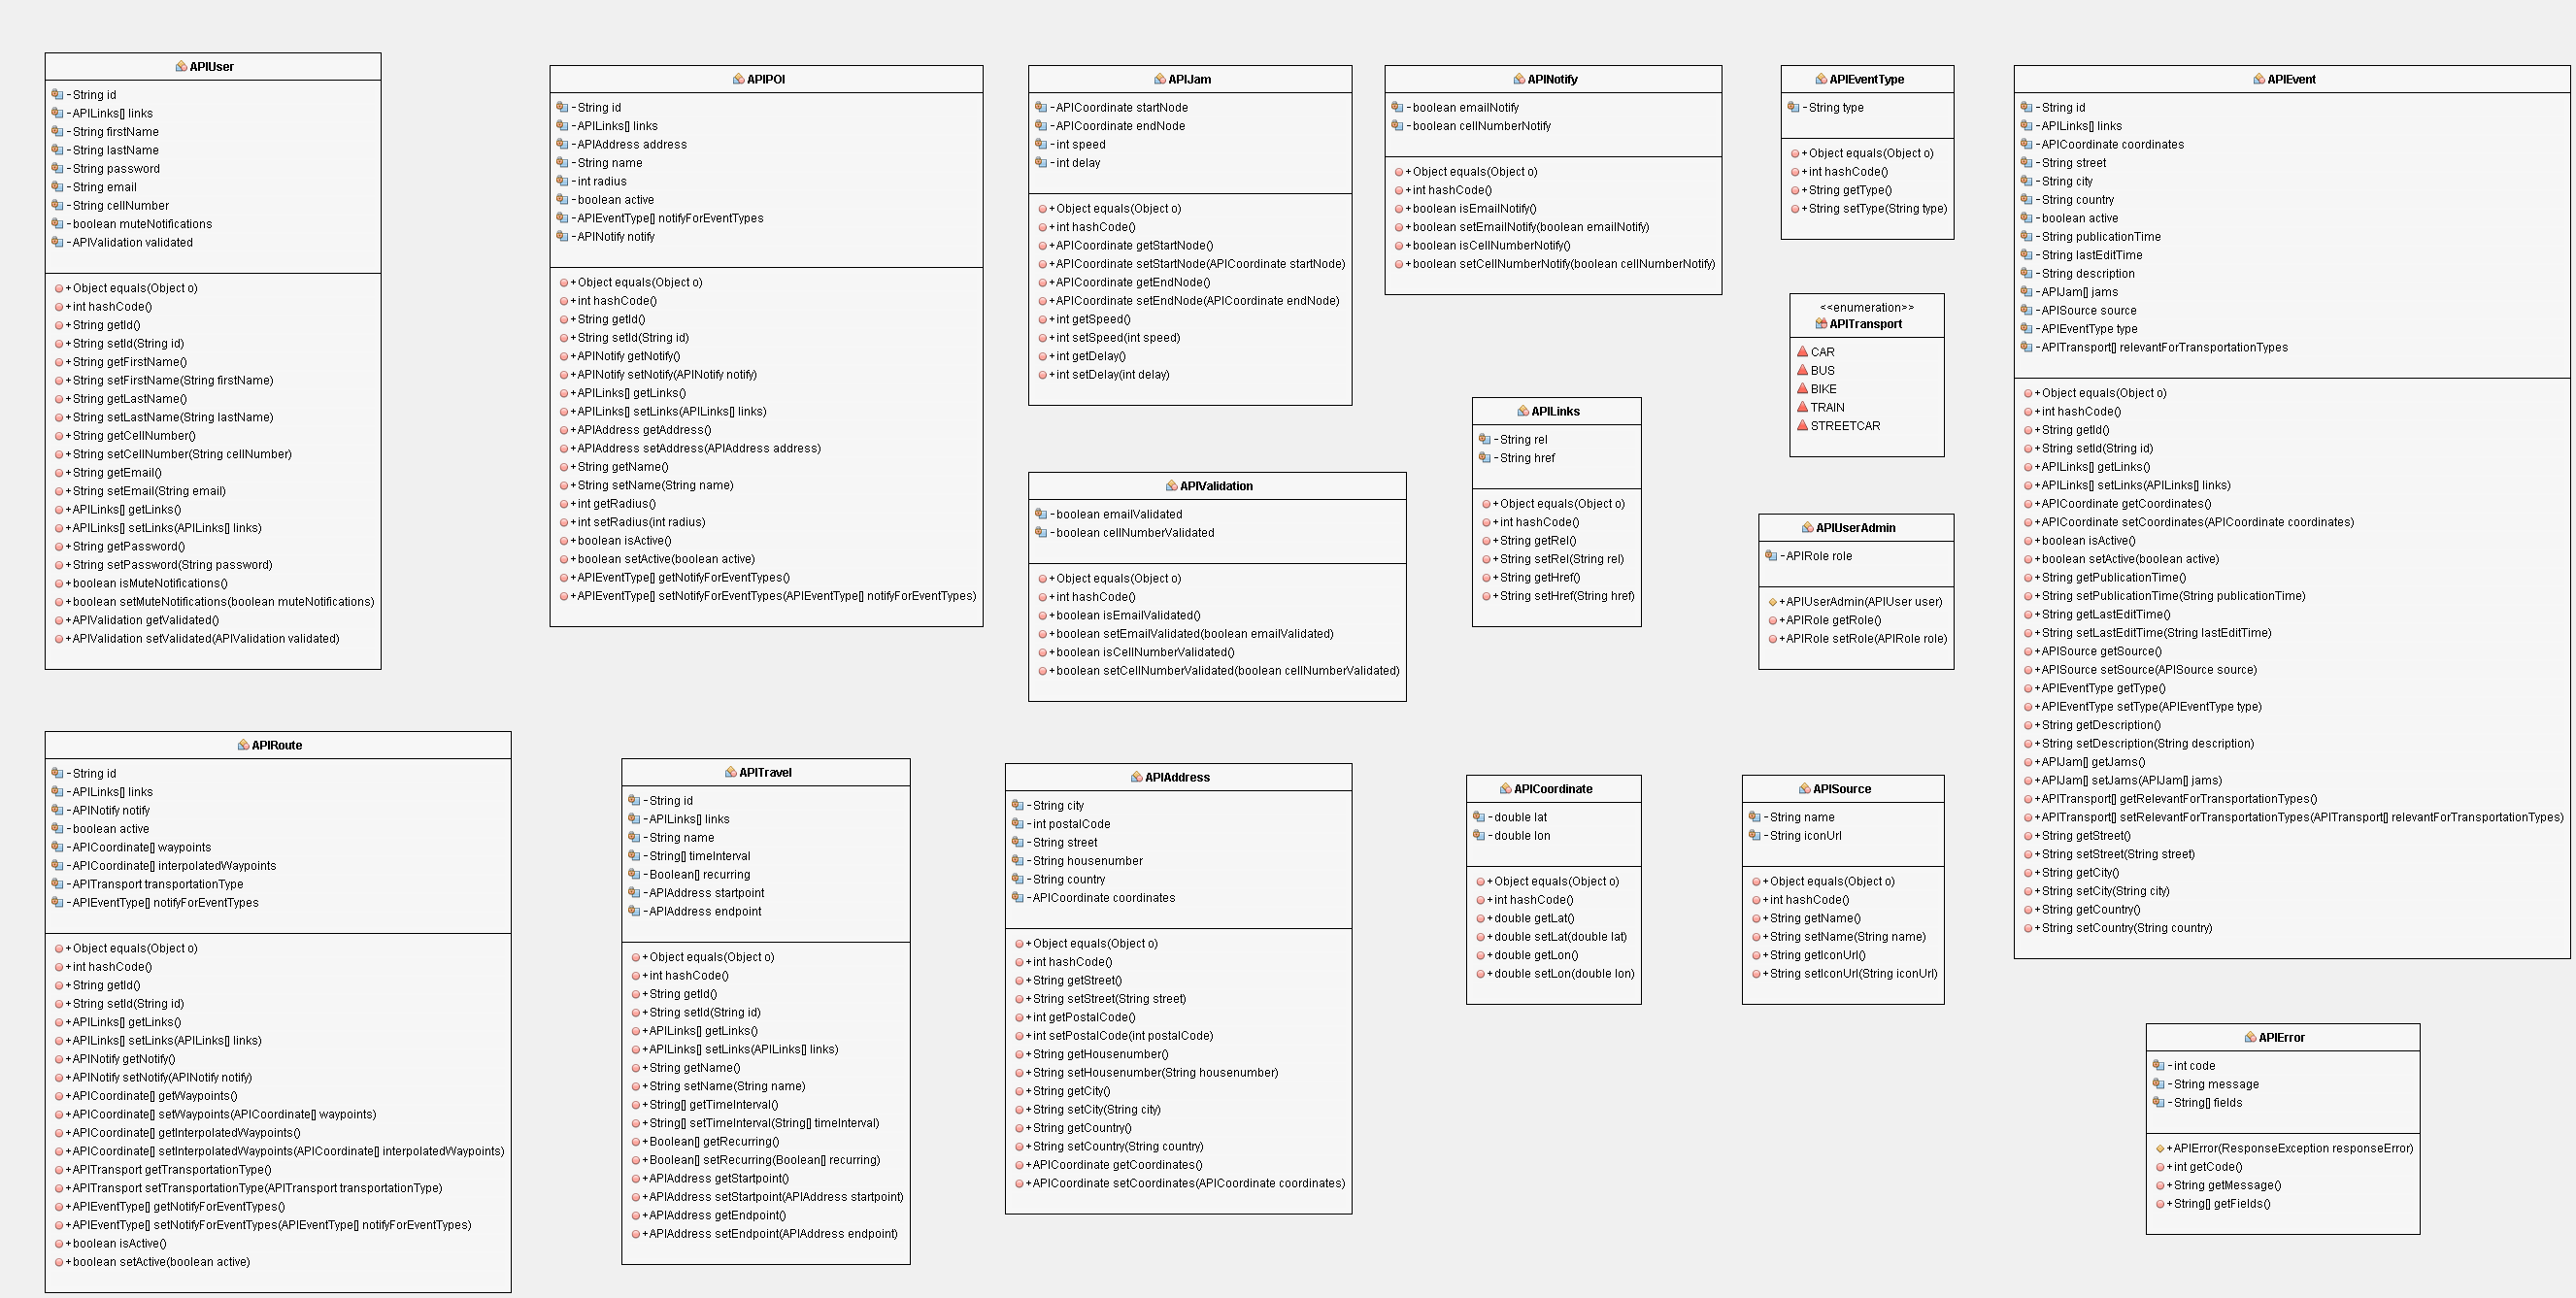 APIUser
-String id
-APILinks[] links
-String firstName
-String lastName
-String password
-String email
-String cellNumber
-boolean muteNotifications
-APIValidation validated
+Object equals(Object o)
+int hashCode()
+String getId()
+String setId(String id)
+String getFirstName()
+String setFirstName(String firstName)
+String getLastName()
+String setLastName(String lastName)
+String getCellNumber()
+String setCellNumber(String cellNumber)
+String getEmail()
+String setEmail(String email)
+APILinks[] getLinks()
+APILinks[] setLinks(APILinks[] links)
+String getPassword()
+String setPassword(String password)
+boolean isMuteNotifications()
+boolean setMuteNotifications(boolean muteNotifications)
+APIValidation getValidated()
+APIValidation setValidated(APIValidation validated)
APIPOI
-String id
-APILinks[] links
-APIAddress address
-String name
-int radius
-boolean active
-APIEventType[] notifyForEventTypes
-APINotify notify
+Object equals(Object o)
+int hashCode()
+String getId()
+String setId(String id)
+APINotify getNotify()
+APINotify setNotify(APINotify notify)
+APILinks[] getLinks()
+APILinks[] setLinks(APILinks[] links)
+APIAddress getAddress()
+APIAddress setAddress(APIAddress address)
+String getName()
+String setName(String name)
+int getRadius()
+int setRadius(int radius)
+boolean isActive()
+boolean setActive(boolean active)
+APIEventType[] getNotifyForEventTypes()
+APIEventType[] setNotifyForEventTypes(APIEventType[] notifyForEventTypes)
APIJam
-APICoordinate startNode
-APICoordinate endNode
-int speed
-int delay
+Object equals(Object o)
+int hashCode()
+APICoordinate getStartNode()
+APICoordinate setStartNode(APICoordinate startNode)
+APICoordinate getEndNode()
+APICoordinate setEndNode(APICoordinate endNode)
+int getSpeed()
+int setSpeed(int speed)
+int getDelay()
+int setDelay(int delay)
APINotify
-boolean emailNotify
-boolean cellNumberNotify
+Object equals(Object o)
+int hashCode()
+boolean isEmailNotify()
+boolean setEmailNotify(boolean emailNotify)
+boolean isCellNumberNotify()
+boolean setCellNumberNotify(boolean cellNumberNotify)
APIEventType
-String type
+Object equals(Object o)
+int hashCode()
+String getType()
+String setType(String type)
APIEvent
-String id
-APILinks[] links
-APICoordinate coordinates
-String street
-String city
-String country
-boolean active
-String publicationTime
-String lastEditTime
-String description
-APIJam[] jams
-APISource source
-APIEventType type
-APITransport[] relevantForTransportationTypes
+Object equals(Object o)
+int hashCode()
+String getId()
+String setId(String id)
+APILinks[] getLinks()
+APILinks[] setLinks(APILinks[] links)
+APICoordinate getCoordinates()
+APICoordinate setCoordinates(APICoordinate coordinates)
+boolean isActive()
+boolean setActive(boolean active)
+String getPublicationTime()
+String setPublicationTime(String publicationTime)
+String getLastEditTime()
+String setLastEditTime(String lastEditTime)
+APISource getSource()
+APISource setSource(APISource source)
+APIEventType getType()
+APIEventType setType(APIEventType type)
+String getDescription()
+String setDescription(String description)
+APIJam[] getJams()
+APIJam[] setJams(APIJam[] jams)
+APITransport[] getRelevantForTransportationTypes()
+APITransport[] setRelevantForTransportationTypes(APITransport[] relevantForTransportationTypes)
+String getStreet()
+String setStreet(String street)
+String getCity()
+String setCity(String city)
+String getCountry()
+String setCountry(String country)
<<enumeration>>
APITransport
CAR
BUS
BIKE
TRAIN
STREETCAR
APILinks
-String rel
-String href
+Object equals(Object o)
+int hashCode()
+String getRel()
+String setRel(String rel)
+String getHref()
+String setHref(String href)
APIValidation
-boolean emailValidated
-boolean cellNumberValidated
+Object equals(Object o)
+int hashCode()
+boolean isEmailValidated()
+boolean setEmailValidated(boolean emailValidated)
+boolean isCellNumberValidated()
+boolean setCellNumberValidated(boolean cellNumberValidated)
APIUserAdmin
-APIRole role
+APIUserAdmin(APIUser user)
+APIRole getRole()
+APIRole setRole(APIRole role)
APIRoute
-String id
-APILinks[] links
-APINotify notify
-boolean active
-APICoordinate[] waypoints
-APICoordinate[] interpolatedWaypoints
-APITransport transportationType
-APIEventType[] notifyForEventTypes
+Object equals(Object o)
+int hashCode()
+String getId()
+String setId(String id)
+APILinks[] getLinks()
+APILinks[] setLinks(APILinks[] links)
+APINotify getNotify()
+APINotify setNotify(APINotify notify)
+APICoordinate[] getWaypoints()
+APICoordinate[] setWaypoints(APICoordinate[] waypoints)
+APICoordinate[] getInterpolatedWaypoints()
+APICoordinate[] setInterpolatedWaypoints(APICoordinate[] interpolatedWaypoints)
+APITransport getTransportationType()
+APITransport setTransportationType(APITransport transportationType)
+APIEventType[] getNotifyForEventTypes()
+APIEventType[] setNotifyForEventTypes(APIEventType[] notifyForEventTypes)
+boolean isActive()
+boolean setActive(boolean active)
APITravel
-String id
-APILinks[] links
-String name
-String[] timeInterval
-Boolean[] recurring
-APIAddress startpoint
-APIAddress endpoint
+Object equals(Object o)
+int hashCode()
+String getId()
+String setId(String id)
+APILinks[] getLinks()
+APILinks[] setLinks(APILinks[] links)
+String getName()
+String setName(String name)
+String[] getTimeInterval()
+String[] setTimeInterval(String[] timeInterval)
+Boolean[] getRecurring()
+Boolean[] setRecurring(Boolean[] recurring)
+APIAddress getStartpoint()
+APIAddress setStartpoint(APIAddress startpoint)
+APIAddress getEndpoint()
+APIAddress setEndpoint(APIAddress endpoint)
APIAddress
-String city
-int postalCode
-String street
-String housenumber
-String country
-APICoordinate coordinates
+Object equals(Object o)
+int hashCode()
+String getStreet()
+String setStreet(String street)
+int getPostalCode()
+int setPostalCode(int postalCode)
+String getHousenumber()
+String setHousenumber(String housenumber)
+String getCity()
+String setCity(String city)
+String getCountry()
+String setCountry(String country)
+APICoordinate getCoordinates()
+APICoordinate setCoordinates(APICoordinate coordinates)
APICoordinate
-double lat
-double lon
+Object equals(Object o)
+int hashCode()
+double getLat()
+double setLat(double lat)
+double getLon()
+double setLon(double lon)
APISource
-String name
-String iconUrl
+Object equals(Object o)
+int hashCode()
+String getName()
+String setName(String name)
+String getIconUrl()
+String setIconUrl(String iconUrl)
APIError
-int code
-String message
-String[] fields
+APIError(ResponseException responseError)
+int getCode()
+String getMessage()
+String[] getFields()